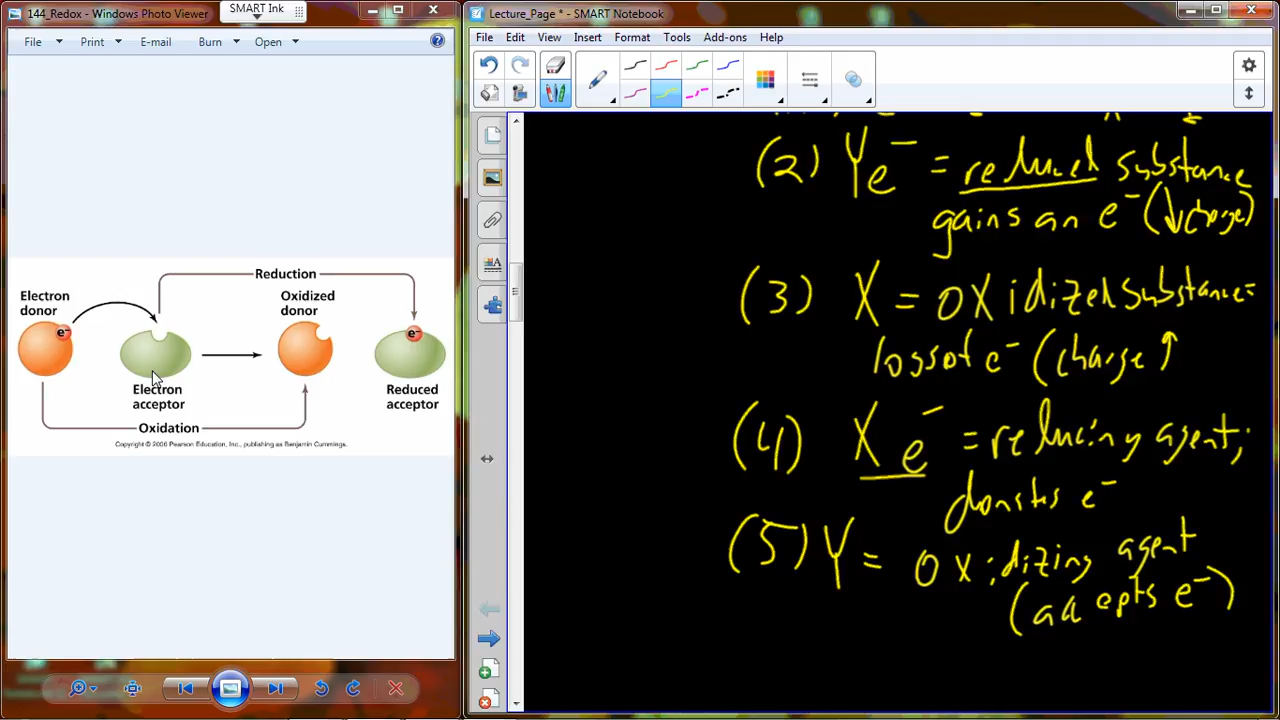 144_Redox - Windows Photo Viewer
SMART Ink
File Print E-mail Burn Open
Reduction
Electron donor
Oxidized donor
e⁻
e⁻
Electron acceptor
Reduced acceptor
Oxidation
Copyright © 2006 Pearson Education, Inc., publishing as Benjamin Cummings.
Lecture_Page * - SMART Notebook
File Edit View Insert Format Tools Add-ons Help
(2) Ye⁻ = reduced substance
gains an e⁻ (↓charge)
(3) X = OXidized substance=
loss of e⁻ (charge ↑
(4) Xe⁻ = reducing agent;
donates e⁻
(5) Y = OXidizing agent
(accepts e⁻)